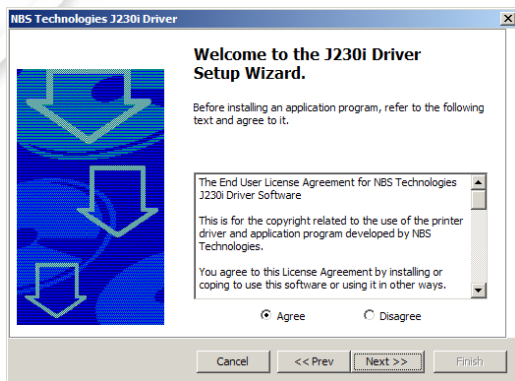 NBS Technologies J230i Driver
Welcome to the J230i Driver
Setup Wizard.
Before installing an application program, refer to the following
text and agree to it.
The End User License Agreement for NBS Technologies
J230i Driver Software
This is for the copyright related to the use of the printer
driver and application program developed by NBS
Technologies.
You agree to this License Agreement by installing or
coping to use this software or using it in other ways.
Agree
Disagree
Cancel
<< Prev
Next >>
Finish